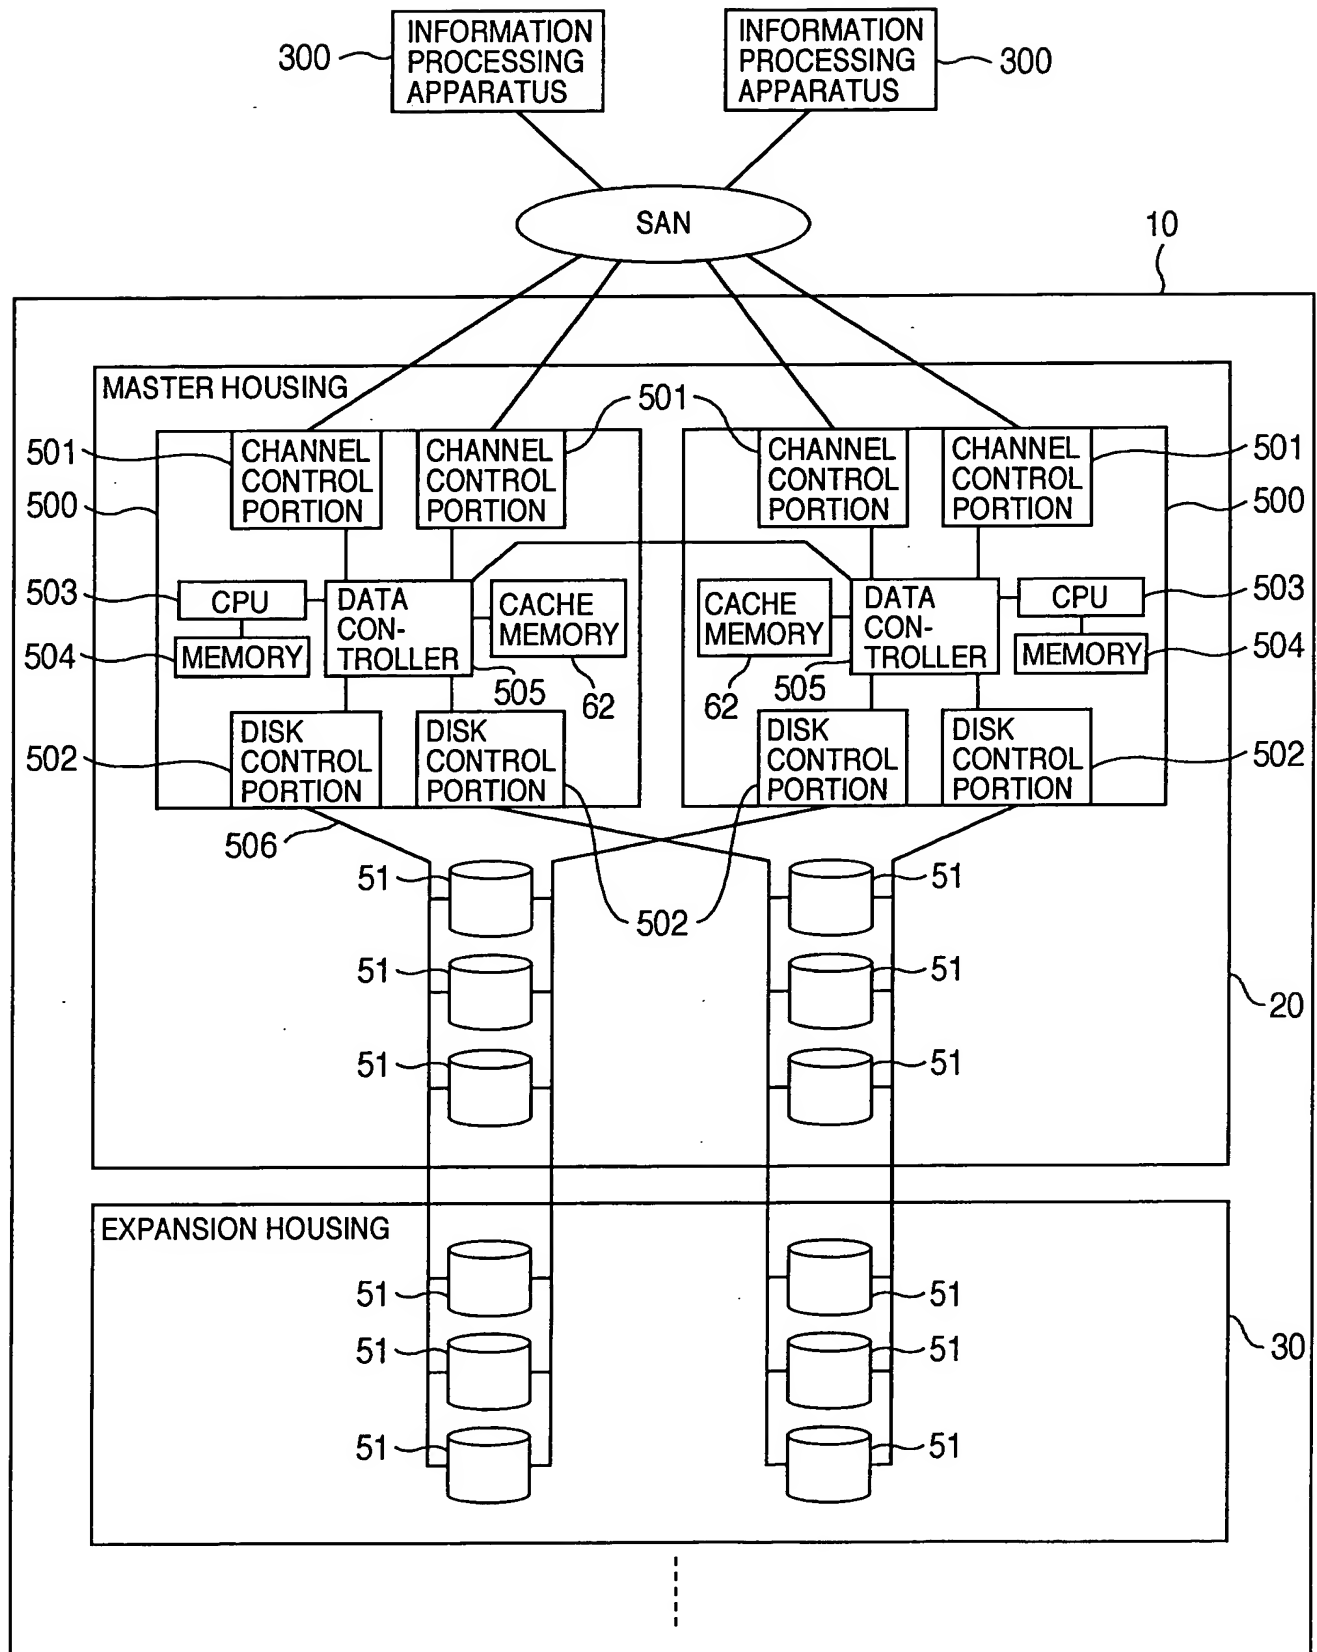 INFORMATION
PROCESSING
APPARATUS
INFORMATION
PROCESSING
APPARATUS
300
300
SAN
10
MASTER HOUSING
501
501
501
CHANNEL
CONTROL
PORTION
CHANNEL
CONTROL
PORTION
CHANNEL
CONTROL
PORTION
CHANNEL
CONTROL
PORTION
500
500
503
CPU
DATA
CON-
TROLLER
CACHE
MEMORY
CACHE
MEMORY
DATA
CON-
TROLLER
CPU
503
504
MEMORY
MEMORY
504
505
62
62
505
502
DISK
CONTROL
PORTION
DISK
CONTROL
PORTION
DISK
CONTROL
PORTION
DISK
CONTROL
PORTION
502
506
51
51
502
51
51
20
51
51
EXPANSION HOUSING
51
51
51
51
30
51
51